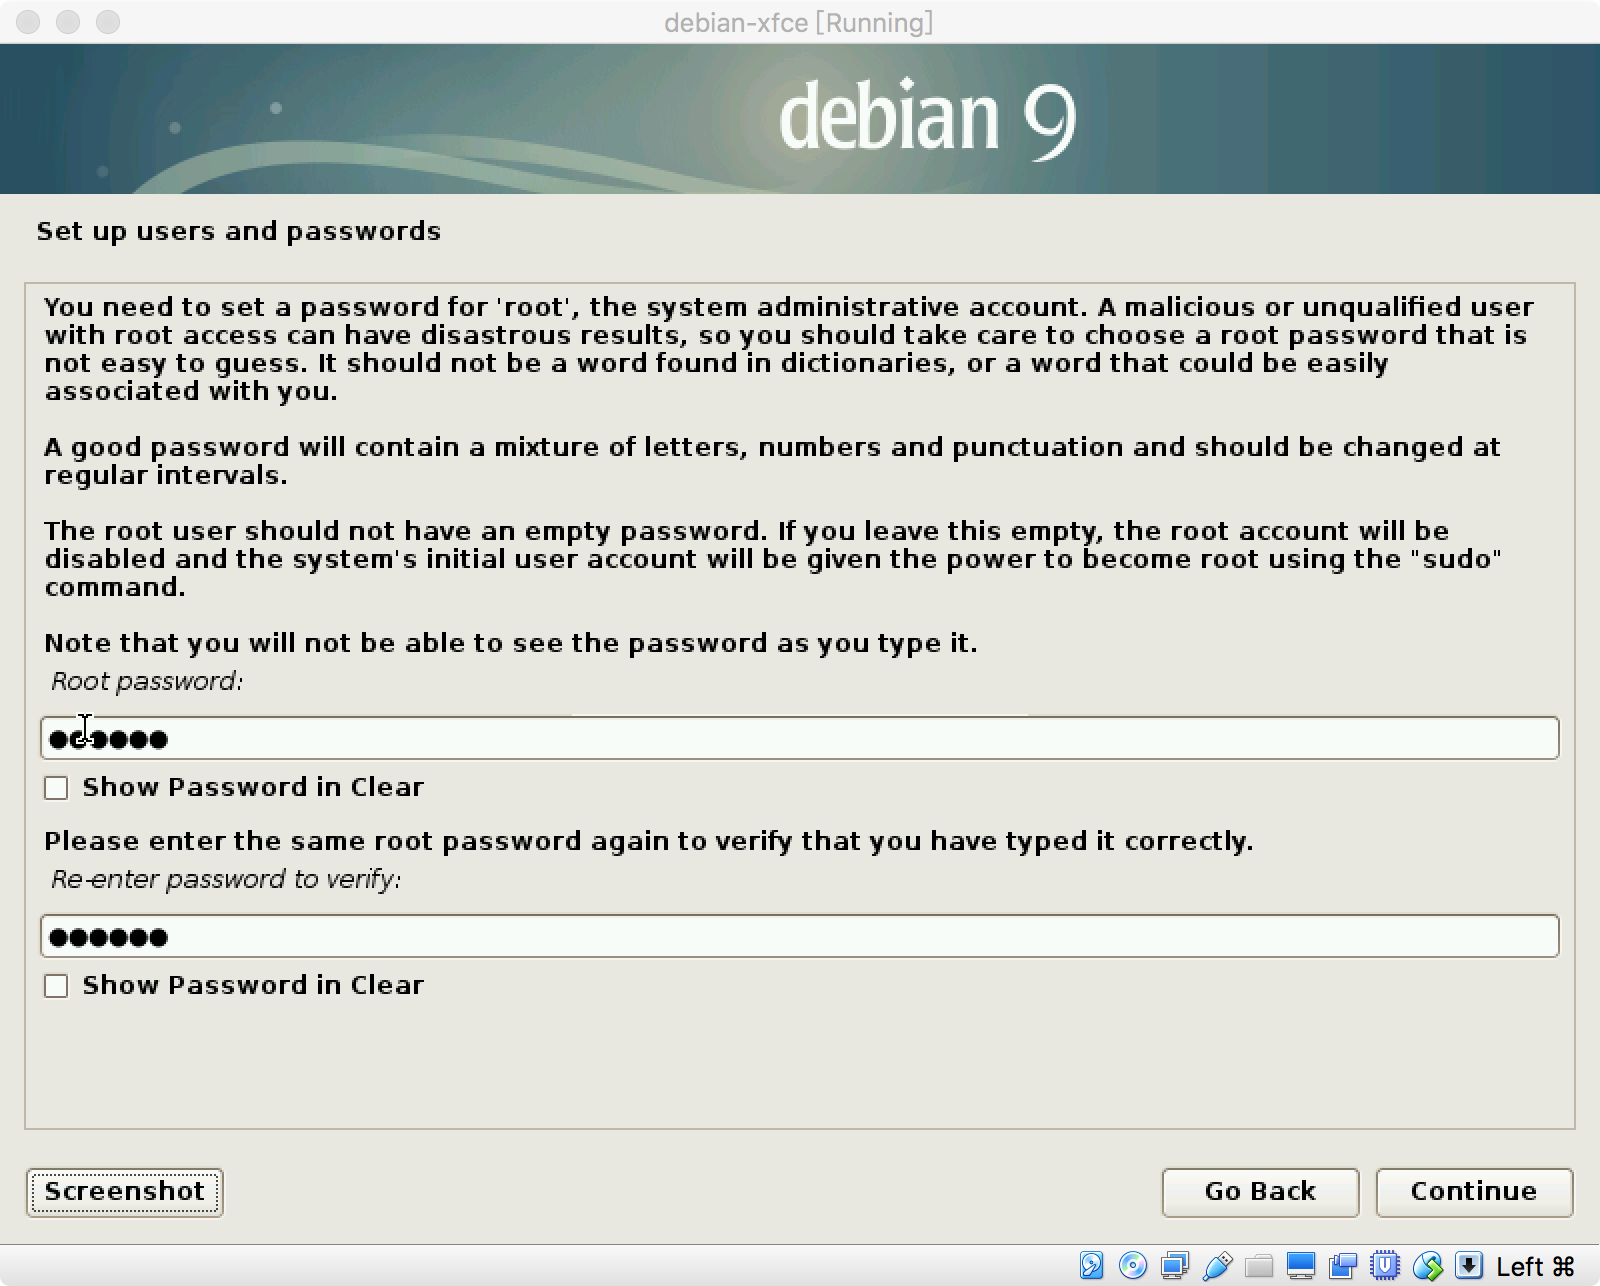 debian-xfce [Running]
debian 9
Set up users and passwords
You need to set a password for 'root', the system administrative account. A malicious or unqualified user
with root access can have disastrous results, so you should take care to choose a root password that is
not easy to guess. It should not be a word found in dictionaries, or a word that could be easily
associated with you.
A good password will contain a mixture of letters, numbers and punctuation and should be changed at
regular intervals.
The root user should not have an empty password. If you leave this empty, the root account will be
disabled and the system's initial user account will be given the power to become root using the "sudo"
command.
Note that you will not be able to see the password as you type it.
Root password:
●●●●●●
Show Password in Clear
Please enter the same root password again to verify that you have typed it correctly.
Re-enter password to verify:
●●●●●●
Show Password in Clear
Screenshot
Go Back
Continue
Left ⌘